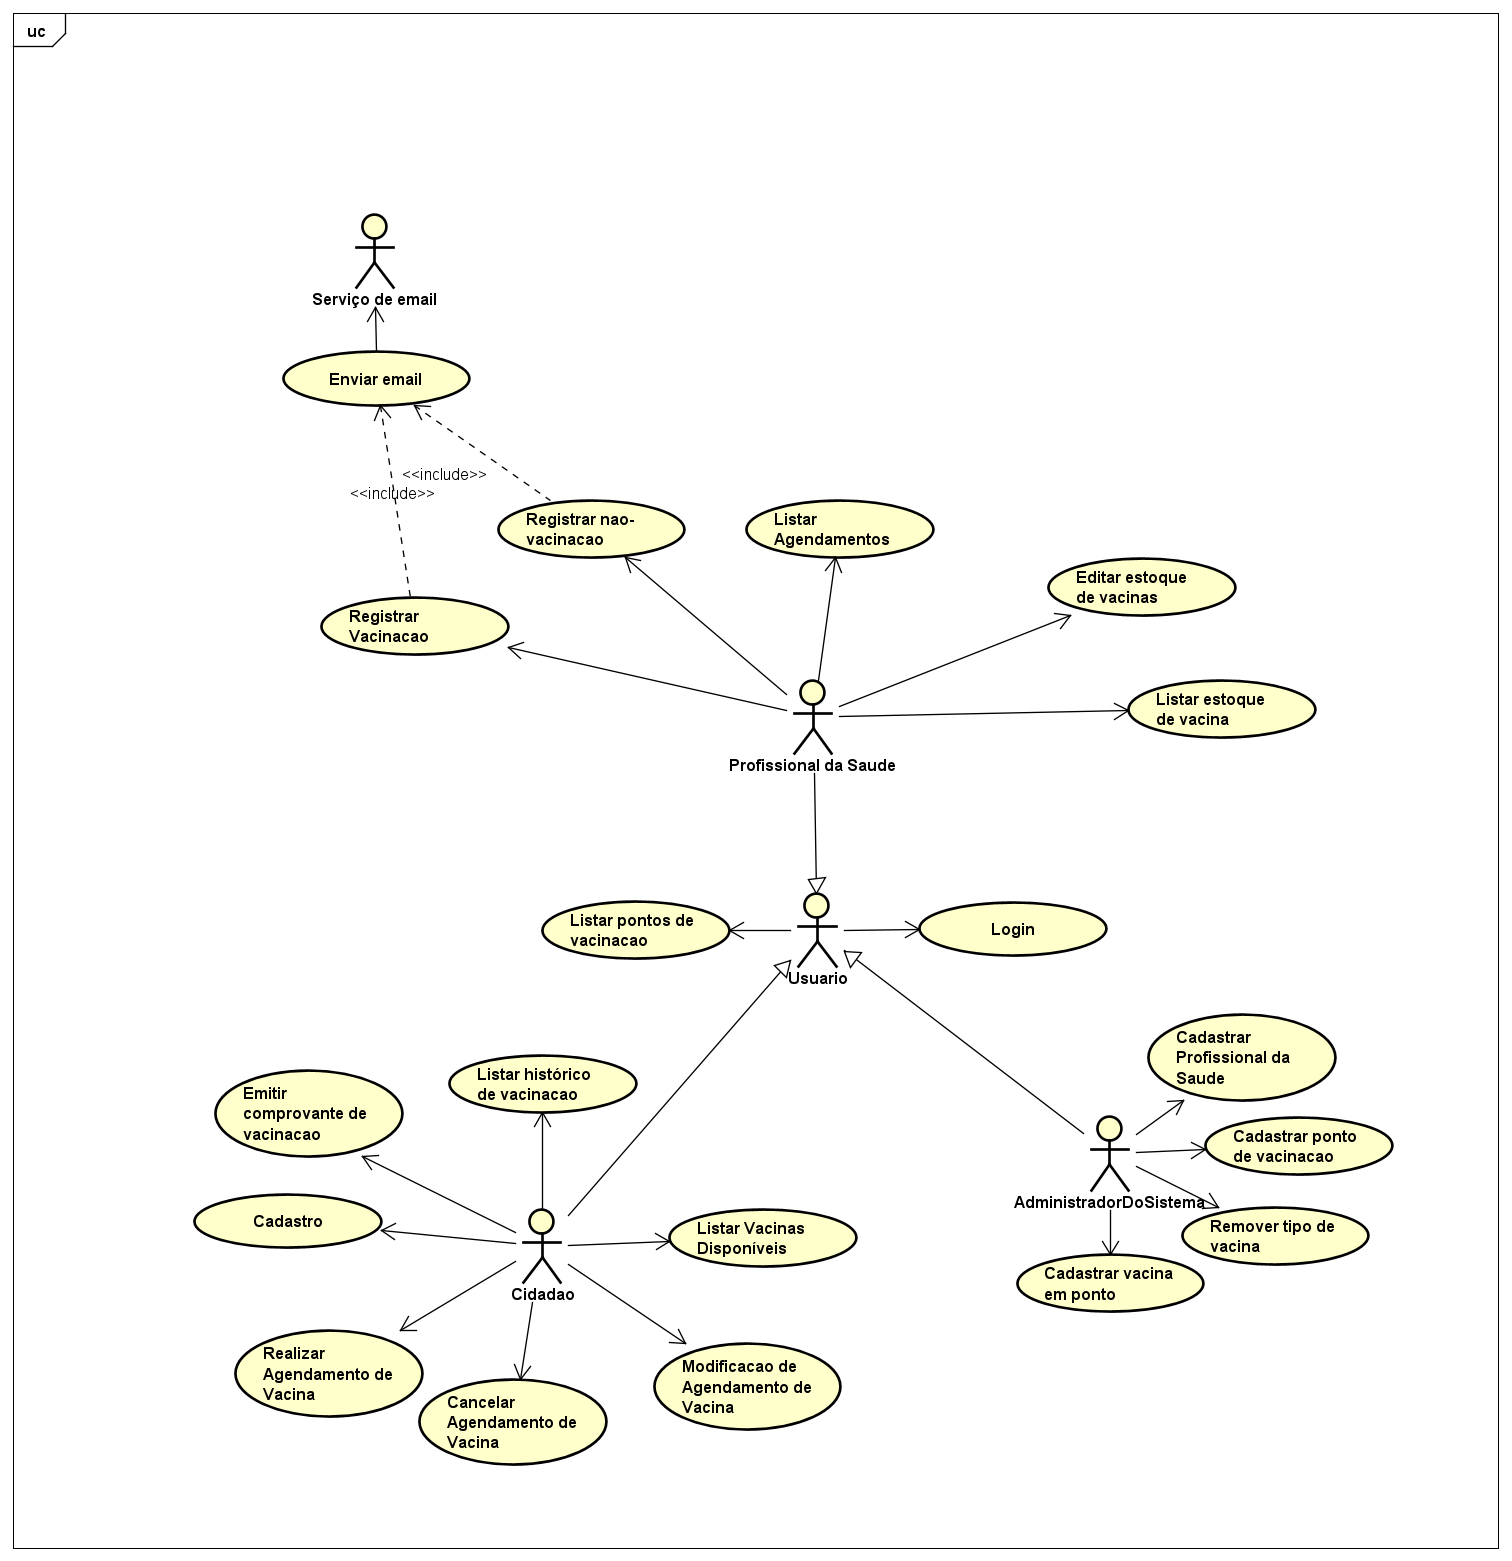 uc
Serviço de email
Enviar email
<<include>>
<<include>>
Registrar nao-
vacinacao
Listar
Agendamentos
Editar estoque
de vacinas
Registrar
Vacinacao
Listar estoque
de vacina
Profissional da Saude
Listar pontos de
vacinacao
Login
Usuario
Cadastrar
Profissional da
Saude
Listar histórico
de vacinacao
Emitir
comprovante de
vacinacao
Cadastrar ponto
de vacinacao
AdministradorDoSistema
Cadastro
Listar Vacinas
Disponíveis
Remover tipo de
vacina
Cadastrar vacina
em ponto
Cidadao
Realizar
Agendamento de
Vacina
Modificacao de
Agendamento de
Vacina
Cancelar
Agendamento de
Vacina